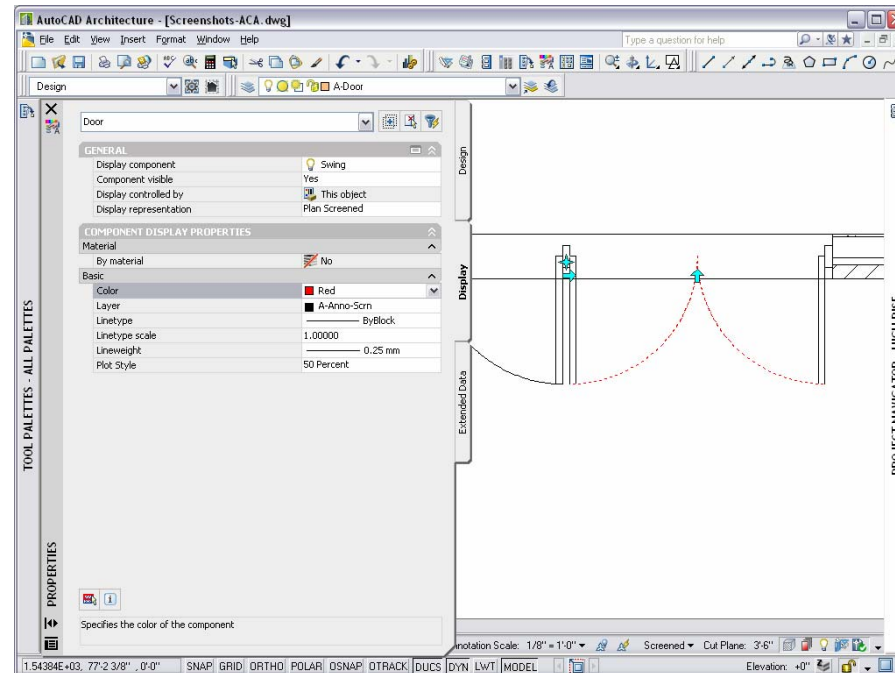 AutoCAD Architecture - [Screenshots-ACA.dwg]
File Edit View Insert Format Window Help
Type a question for help
Design
A-Door
Door
GENERAL
Display component Swing
Component visible Yes
Display controlled by This object
Display representation Plan Screened
COMPONENT DISPLAY PROPERTIES
Material
By material No
Basic
Color Red
Layer A-Anno-Scrn
Linetype ByBlock
Linetype scale 1.00000
Lineweight 0.25 mm
Plot Style 50 Percent
Design
Display
Extended Data
TOOL PALETTES - ALL PALETTES
PROPERTIES
Specifies the color of the component
nnotation Scale: 1/8" = 1'-0" Screened Cut Plane: 3'-6"
1.54384E+03, 77'-2 3/8" , 0'-0" SNAP GRID ORTHO POLAR OSNAP OTRACK DUCS DYN LWT MODEL Elevation: +0"